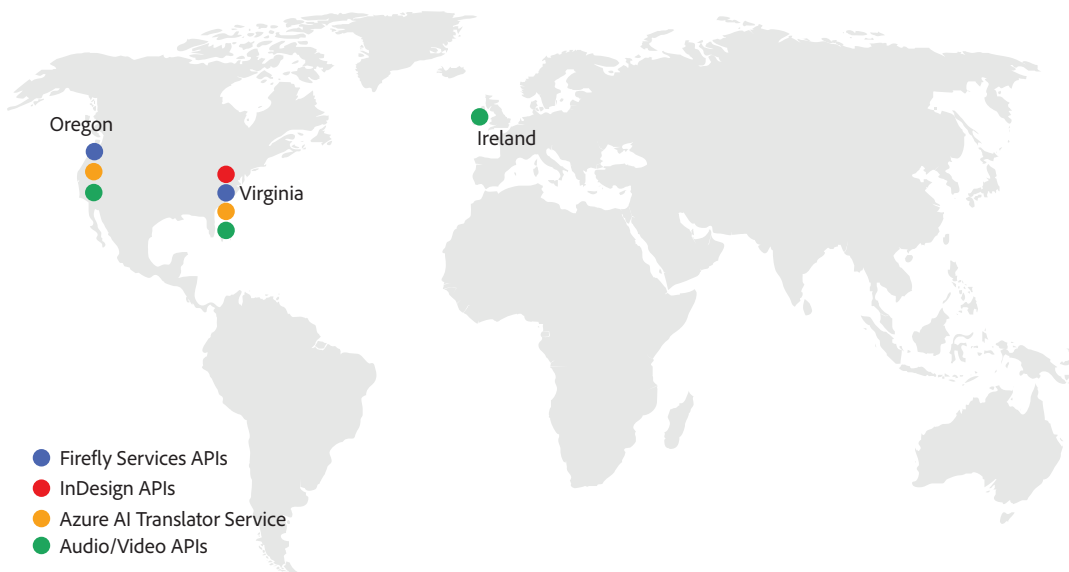 Oregon
Ireland
Virginia
Firefly Services APIs
InDesign APIs
Azure AI Translator Service
Audio/Video APIs